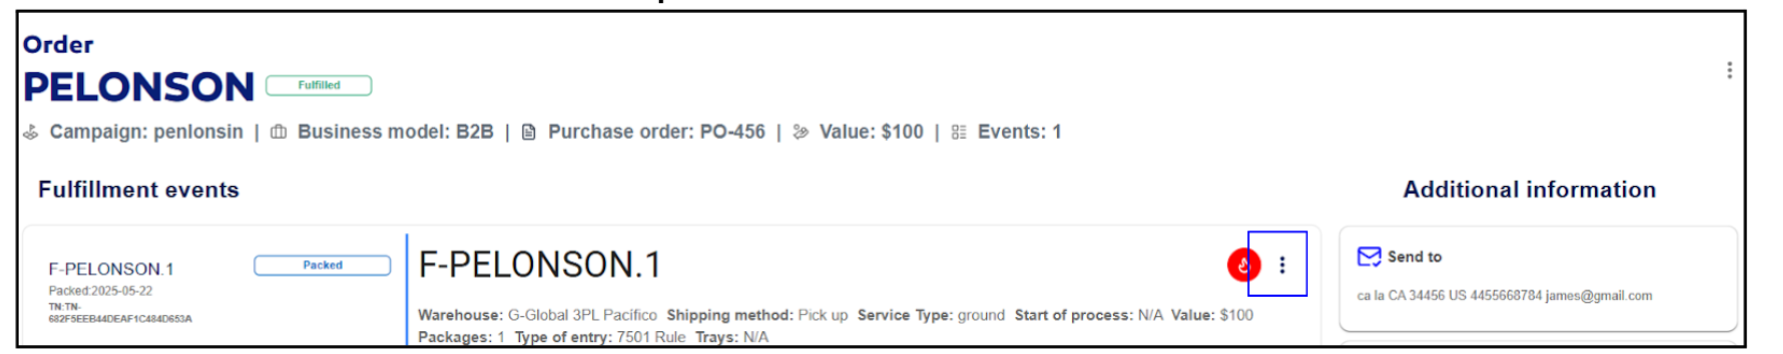 Order
PELONSON Fulfilled
Campaign: penlonsin | Business model: B2B | Purchase order: PO-456 | Value: $100 | Events: 1
Fulfillment events
Additional information
F-PELONSON.1 Packed
Packed:2025-05-22
TN:TN-
682F5EEB44DEAF1C484D653A
F-PELONSON.1
Warehouse: G-Global 3PL Pacífico Shipping method: Pick up Service Type: ground Start of process: N/A Value: $100
Packages: 1 Type of entry: 7501 Rule Trays: N/A
Send to
ca la CA 34456 US 4455668784 james@gmail.com